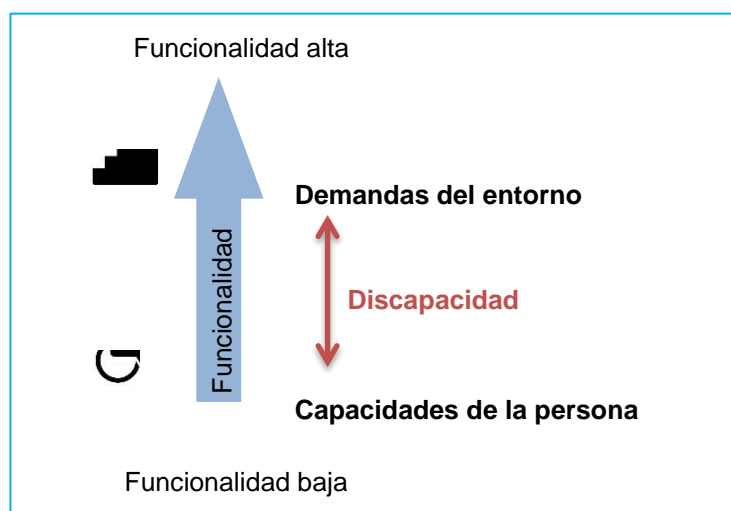 Funcionalidad alta
Demandas del entorno
Funcionalidad
Discapacidad
Capacidades de la persona
Funcionalidad baja